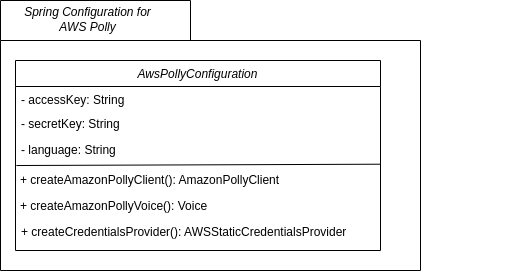 Spring Configuration for
AWS Polly
AwsPollyConfiguration
- accessKey: String
- secretKey: String
- language: String
+ createAmazonPollyClient(): AmazonPollyClient
+ createAmazonPollyVoice(): Voice
+ createCredentialsProvider(): AWSStaticCredentialsProvider